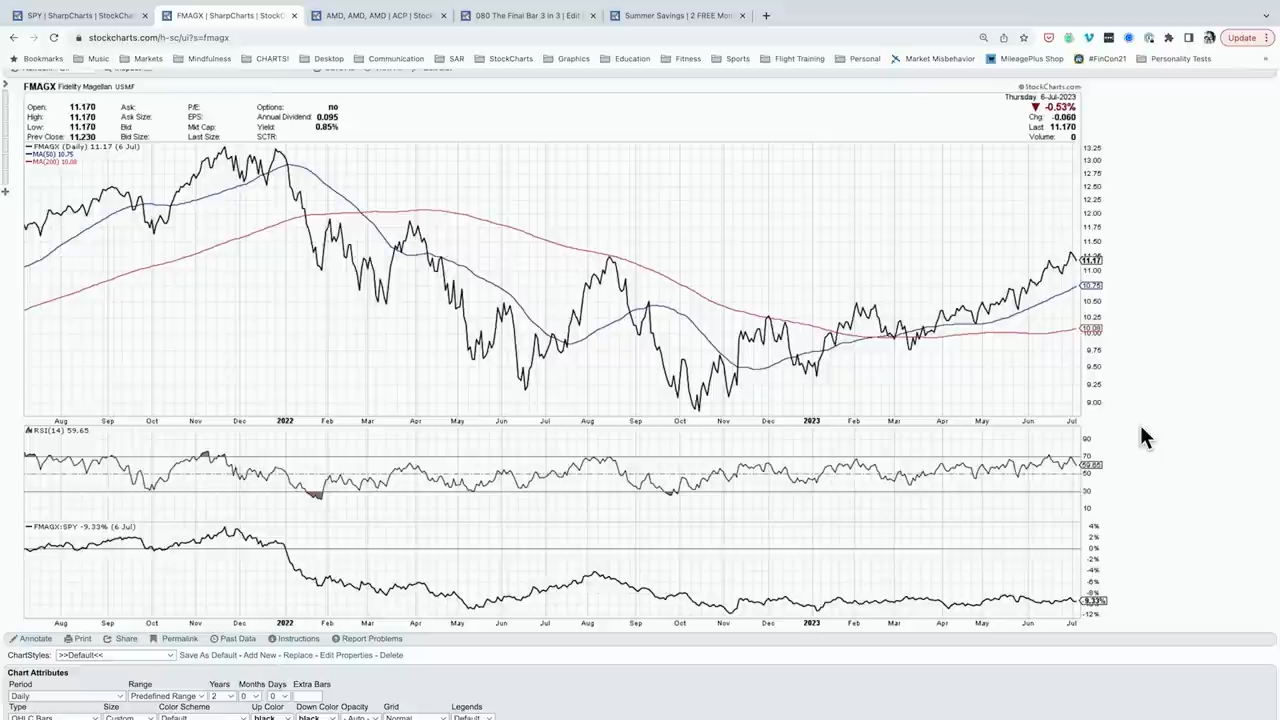 SPY | SharpCharts | StockChar
FMAGX | SharpCharts | StockC
AMD, AMD, AMD | ACP | StockC
080 The Final Bar 3 in 3 | Edit
Summer Savings | 2 FREE Mon
stockcharts.com/h-sc/ui?s=fmagx
Update
Bookmarks Music Markets Mindfulness CHARTS! Desktop Communication SAR StockCharts Graphics Education Fitness Sports Flight Training Personal Market Misbehavior MileagePlus Shop #FinCon21 Personality Tests
FMAGX Fidelity Magellan USMF
© StockCharts.com
Thursday 6-Jul-2023
Open: 11.170 Ask: P/E: Options: no
▼ -0.53%
High: 11.170 Ask Size: EPS: Annual Dividend: 0.095
Chg: -0.060
Low: 11.170 Bid: Mkt Cap: Yield: 0.85%
Last 11.170
Prev Close: 11.230 Bid Size: Last Size: SCTR:
Volume: 0
FMAGX (Daily) 11.17 (6 Jul)
MA(50) 10.75
MA(200) 10.08
13.25
13.00
12.75
12.50
12.25
12.00
11.75
11.50
11.17
11.00
10.75
10.50
10.25
10.08
10.00
9.75
9.50
9.25
9.00
Aug Sep Oct Nov Dec 2022 Feb Mar Apr May Jun Jul Aug Sep Oct Nov Dec 2023 Feb Mar Apr May Jun Jul
RSI(14) 59.65
90
70
59.65
50
30
10
FMAGX:SPY -9.33% (6 Jul)
4%
2%
0%
-2%
-4%
-6%
-8%
-9.33%
-12%
Aug Sep Oct Nov Dec 2022 Feb Mar Apr May Jun Jul Aug Sep Oct Nov Dec 2023 Feb Mar Apr May Jun Jul
Annotate Print Share Permalink Past Data Instructions Report Problems
ChartStyles: >>Default<< Save As Default - Add New - Replace - Edit Properties - Delete
Chart Attributes
Period Range Years Months Days Extra Bars
Daily Predefined Range 2 0 0
Type Size Color Scheme Up Color Down Color Opacity Grid Legends
OHLC Bars Custom Default black black - Auto - Normal Default